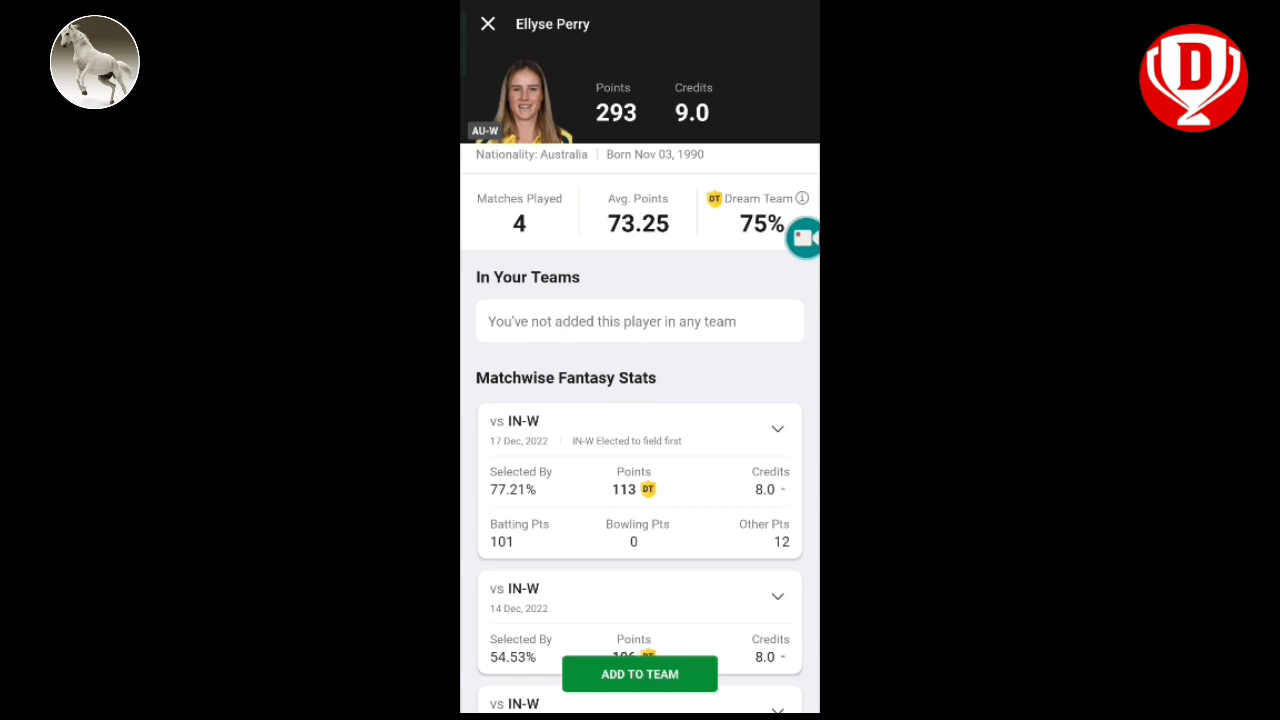 Ellyse Perry
Points Credits
293 9.0
AU-W
Nationality: Australia Born Nov 03, 1990
Matches Played Avg. Points DT Dream Team
4 73.25 75%
In Your Teams
You've not added this player in any team
Matchwise Fantasy Stats
vs IN-W
17 Dec, 2022 IN-W Elected to field first
Selected By Points Credits
77.21% 113 DT 8.0 -
Batting Pts Bowling Pts Other Pts
101 0 12
vs IN-W
14 Dec, 2022
Selected By Points Credits
54.53% 8.0 -
ADD TO TEAM
vs IN-W
D